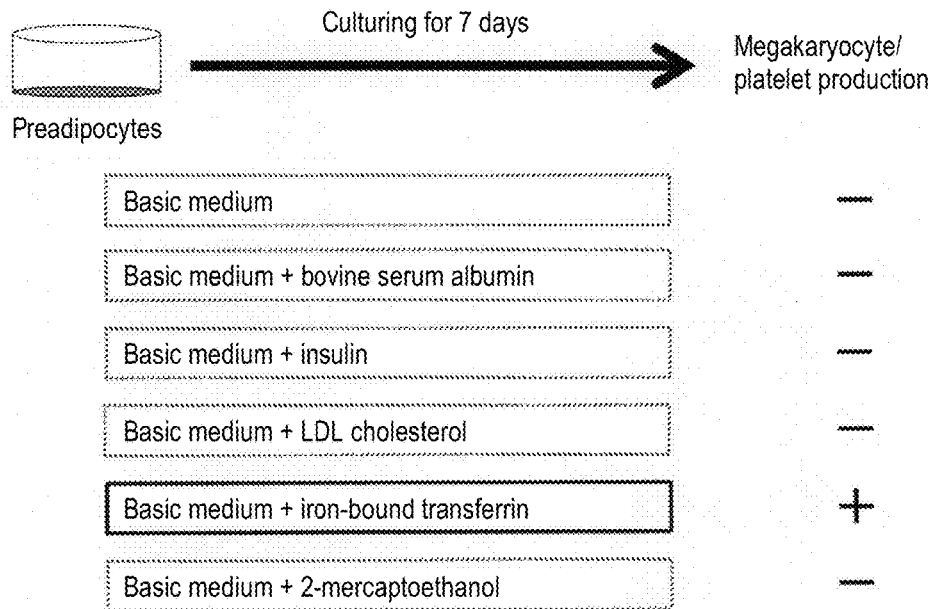 Culturing for 7 days
Megakaryocyte/
platelet production
Preadipocytes
Basic medium —
Basic medium + bovine serum albumin —
Basic medium + insulin —
Basic medium + LDL cholesterol —
Basic medium + iron-bound transferrin +
Basic medium + 2-mercaptoethanol —